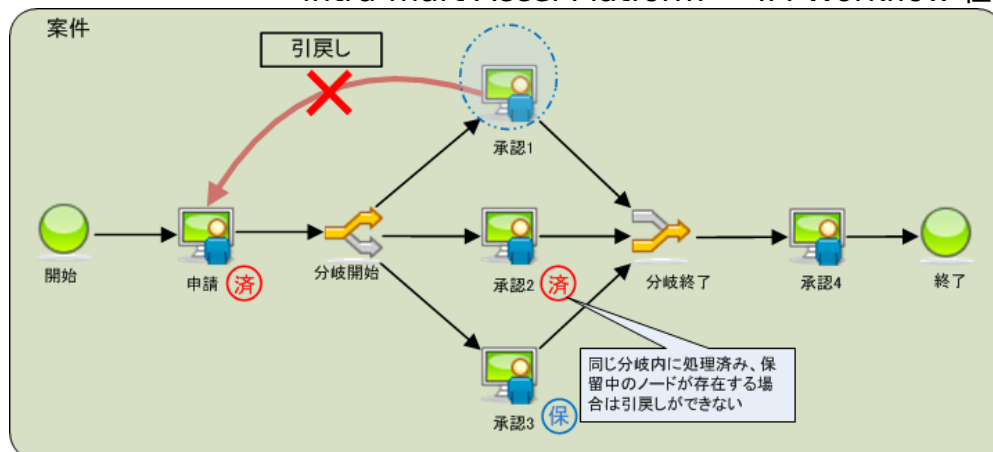 案件
引戻し
承認1
開始
申請 済
分岐開始
承認2 済
分岐終了
承認4
終了
同じ分岐内に処理済み、保
留中のノードが存在する場
合は引戻しができない
承認3 保